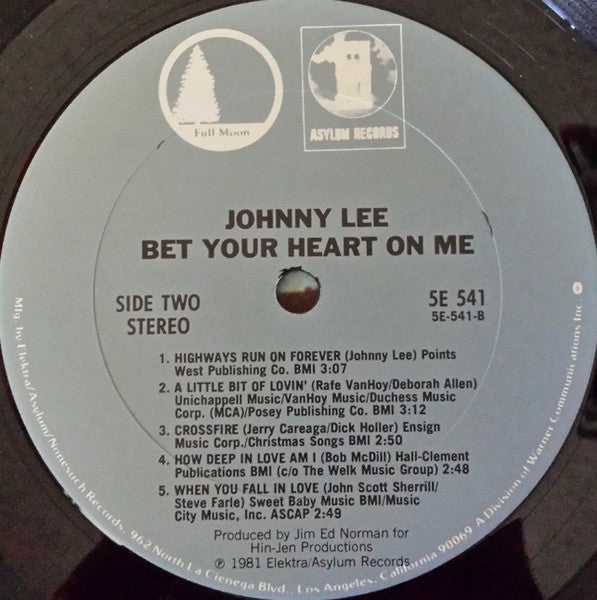 Full Moon
ASYLUM RECORDS
JOHNNY LEE
BET YOUR HEART ON ME
SIDE TWO
STEREO
5E 541
5E-541-B
1. HIGHWAYS RUN ON FOREVER (Johnny Lee) Points
West Publishing Co. BMI 3:07
2. A LITTLE BIT OF LOVIN' (Rafe VanHoy/Deborah Allen)
Unichappell Music/VanHoy Music/Duchess Music
Corp. (MCA)/Posey Publishing Co. BMI 3:12
3. CROSSFIRE (Jerry Careaga/Dick Holler) Ensign
Music Corp./Christmas Songs BMI 2:50
4. HOW DEEP IN LOVE AM I (Bob McDill) Hall-Clement
Publications BMI (c/o The Welk Music Group) 2:48
5. WHEN YOU FALL IN LOVE (John Scott Sherrill/
Steve Farle) Sweet Baby Music BMI/Music
City Music, Inc. ASCAP 2:49
Produced by Jim Ed Norman for
Hin-Jen Productions
℗ 1981 Elektra/Asylum Records
Mfg. by Elektra/Asylum/Nonesuch Records, 962 North La Cienega Blvd., Los Angeles, California 90069 A Division of Warner Communications Inc.